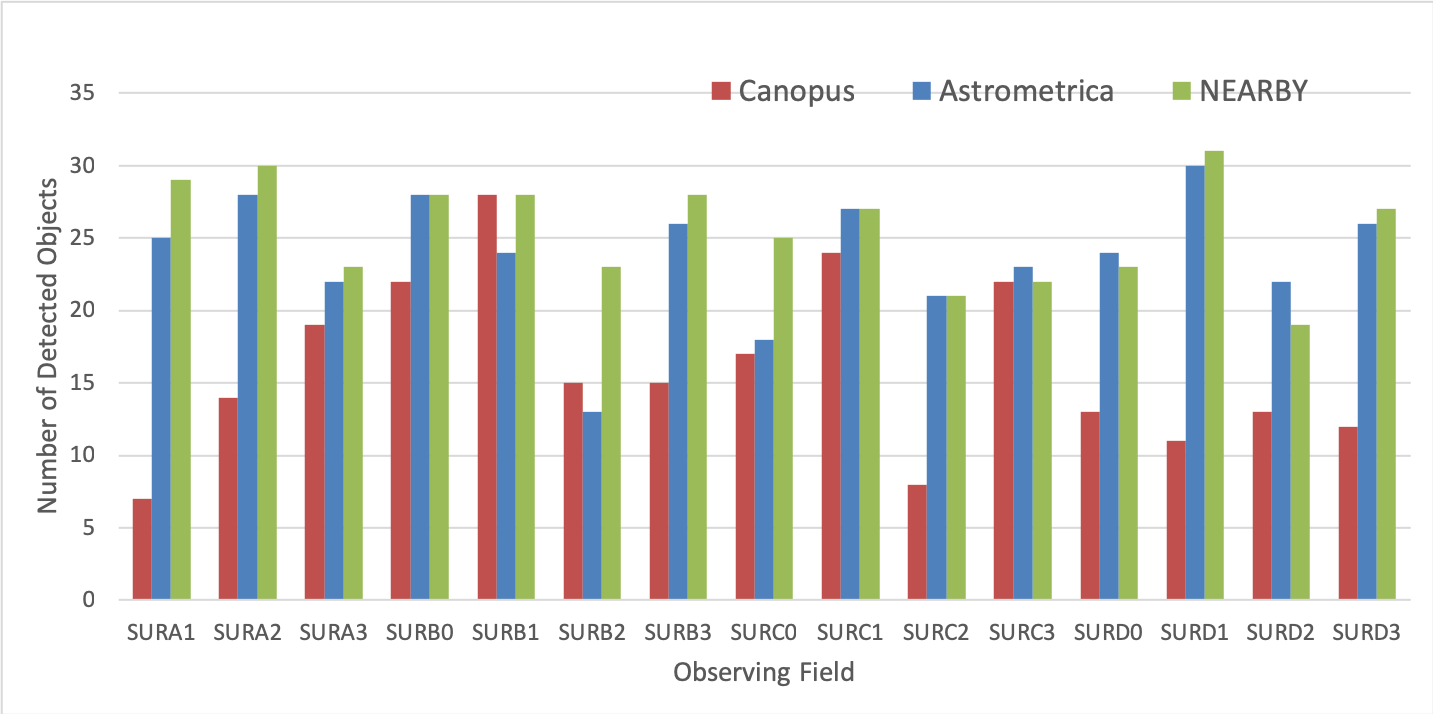 35
Canopus Astrometrica NEARBY
30
25
20
15
10
5
0
Number of Detected Objects
SURA1 SURA2 SURA3 SURB0 SURB1 SURB2 SURB3 SURC0 SURC1 SURC2 SURC3 SURD0 SURD1 SURD2 SURD3
Observing Field